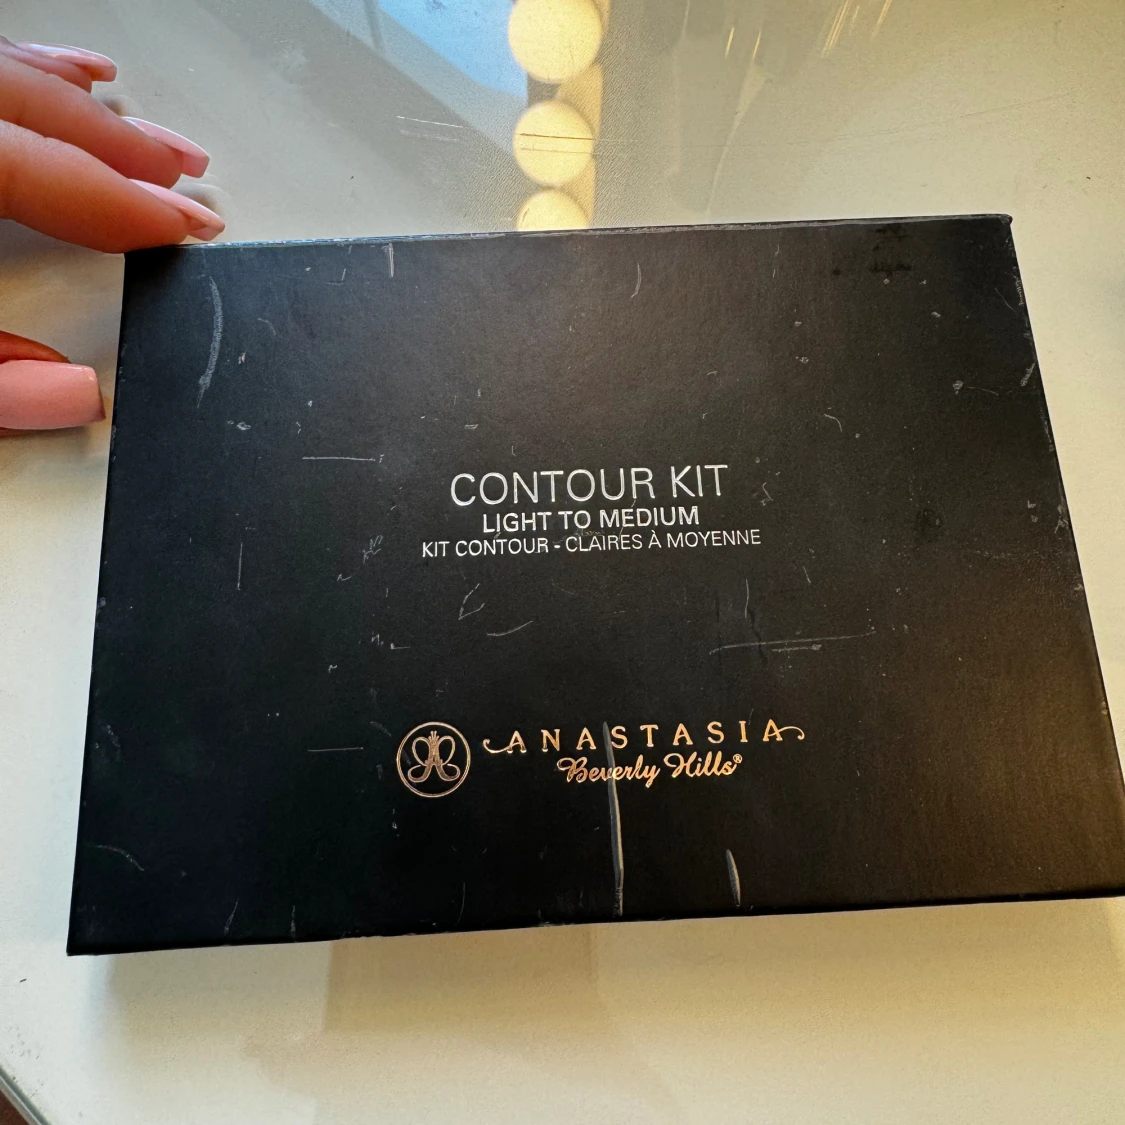 CONTOUR KIT
LIGHT TO MEDIUM
KIT CONTOUR - CLAIRES À MOYENNE
ANASTASIA
Beverly Hills®